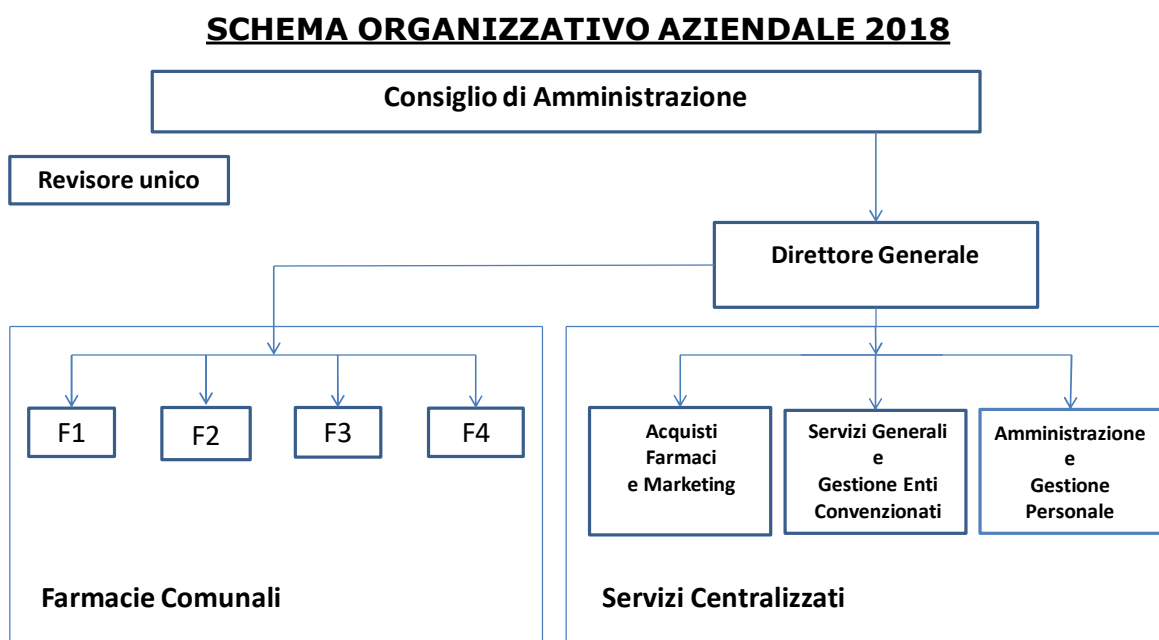 SCHEMA ORGANIZZATIVO AZIENDALE 2018
Consiglio di Amministrazione
Revisore unico
Direttore Generale
F1
F2
F3
F4
Acquisti
Farmaci
e Marketing
Servizi Generali
e
Gestione Enti
Convenzionati
Amministrazione
e
Gestione
Personale
Farmacie Comunali
Servizi Centralizzati